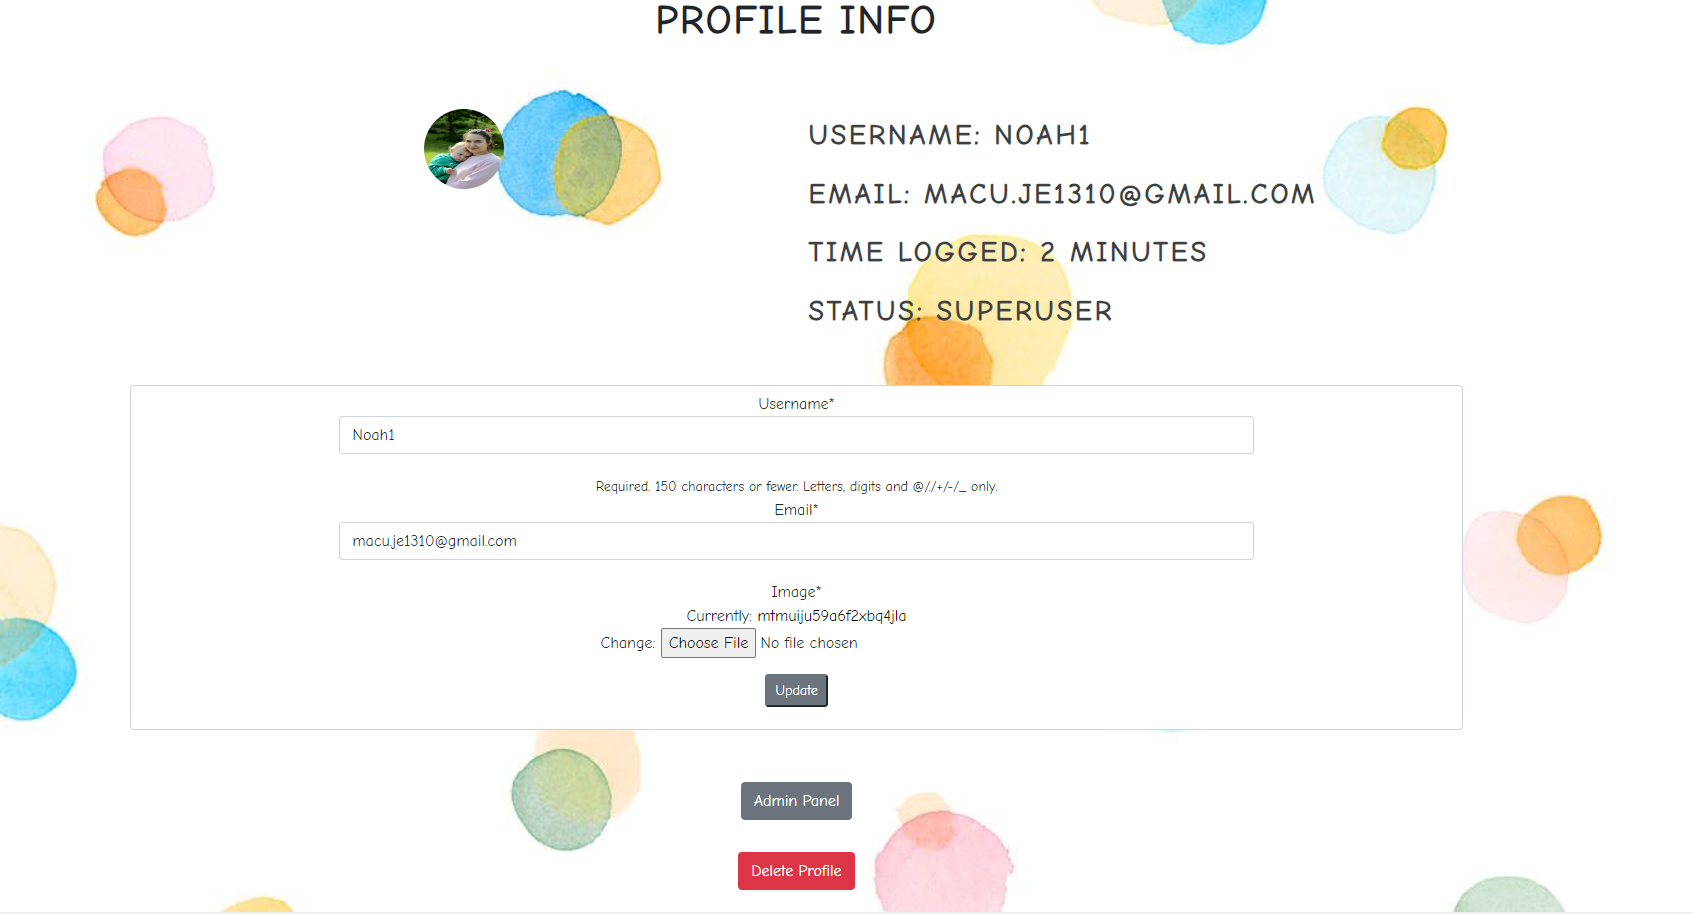 PROFILE INFO
USERNAME: NOAH1
EMAIL: MACU.JE1310@GMAIL.COM
TIME LOGGED: 2 MINUTES
STATUS: SUPERUSER
Username*
Noah1
Required. 150 characters or fewer. Letters, digits and @/./+/-/_ only.
Email*
macu.je1310@gmail.com
Image*
Currently: mtmuiju59a6f2xbq4jla
Change: Choose File No file chosen
Update
Admin Panel
Delete Profile